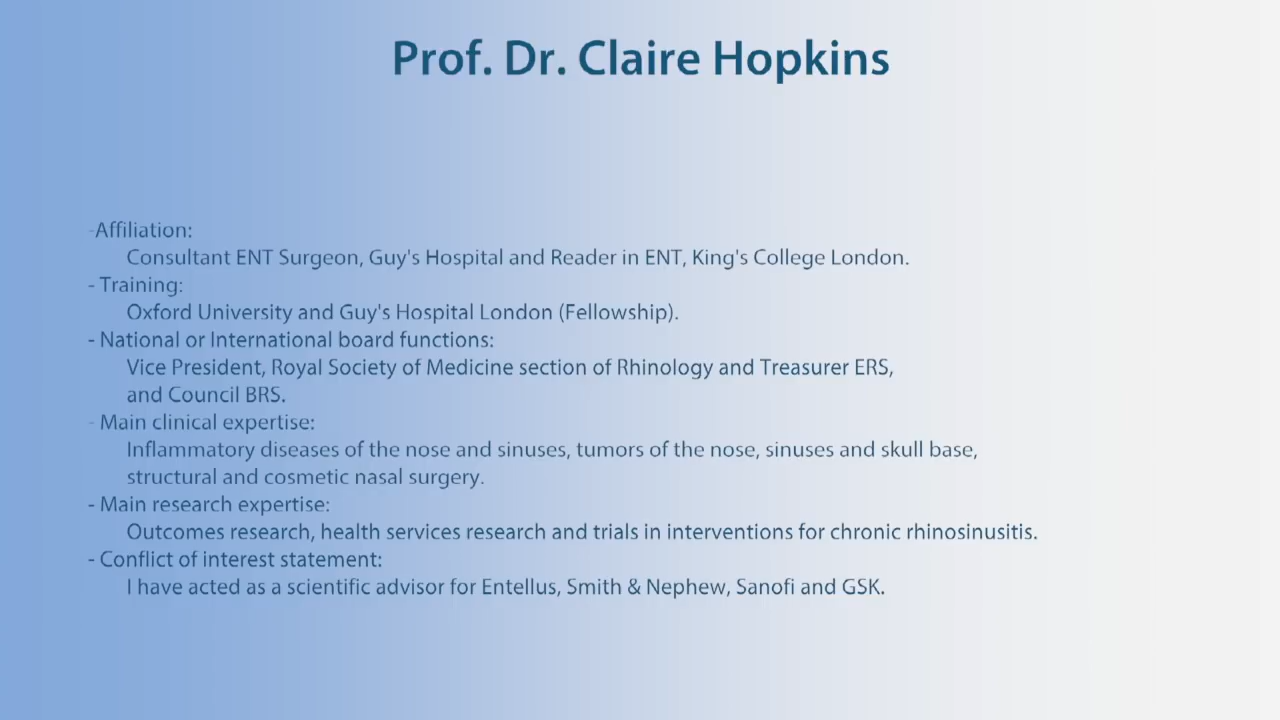 Prof. Dr. Claire Hopkins
-Affiliation:
Consultant ENT Surgeon, Guy's Hospital and Reader in ENT, King's College London.
- Training:
Oxford University and Guy's Hospital London (Fellowship).
- National or International board functions:
Vice President, Royal Society of Medicine section of Rhinology and Treasurer ERS,
and Council BRS.
- Main clinical expertise:
Inflammatory diseases of the nose and sinuses, tumors of the nose, sinuses and skull base,
structural and cosmetic nasal surgery.
- Main research expertise:
Outcomes research, health services research and trials in interventions for chronic rhinosinusitis.
- Conflict of interest statement:
I have acted as a scientific advisor for Entellus, Smith & Nephew, Sanofi and GSK.